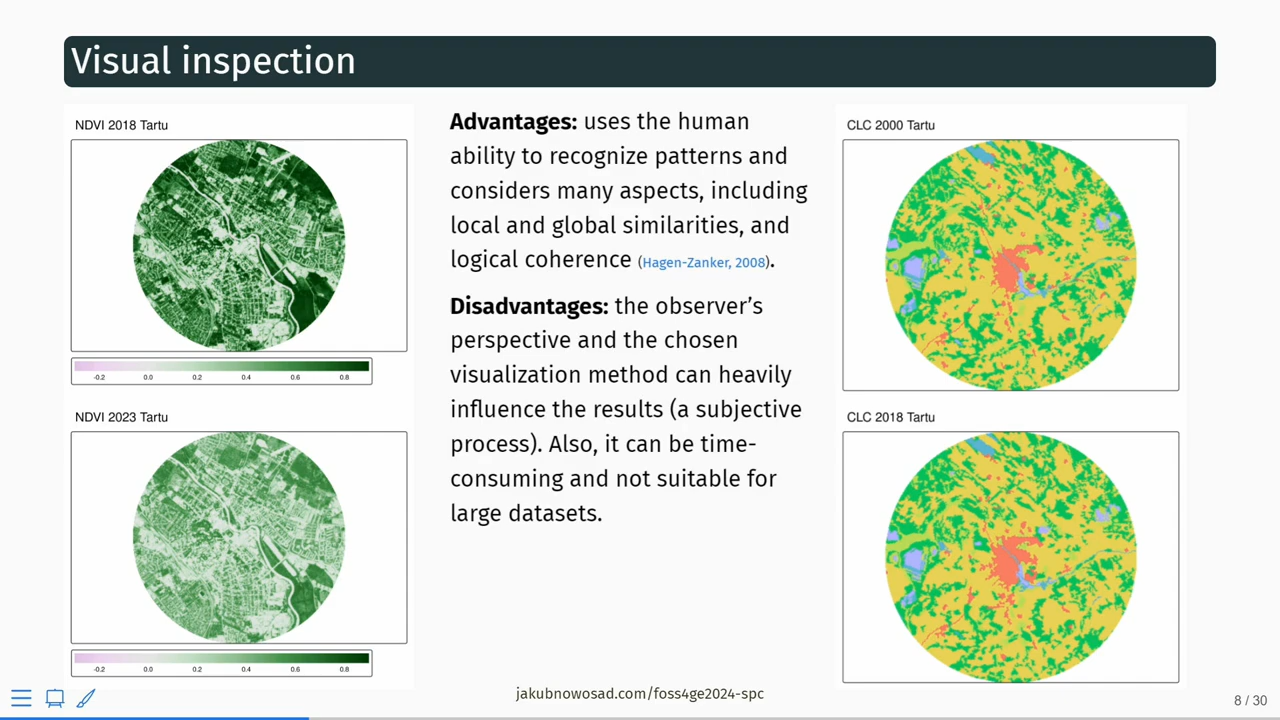 Visual inspection
NDVI 2018 Tartu
-0.2 0.0 0.2 0.4 0.6 0.8
NDVI 2023 Tartu
-0.2 0.0 0.2 0.4 0.6 0.8
Advantages: uses the human
ability to recognize patterns and
considers many aspects, including
local and global similarities, and
logical coherence (Hagen-Zanker, 2008).
Disadvantages: the observer’s
perspective and the chosen
visualization method can heavily
influence the results (a subjective
process). Also, it can be time-
consuming and not suitable for
large datasets.
CLC 2000 Tartu
CLC 2018 Tartu
jakubnowosad.com/foss4ge2024-spc
8 / 30